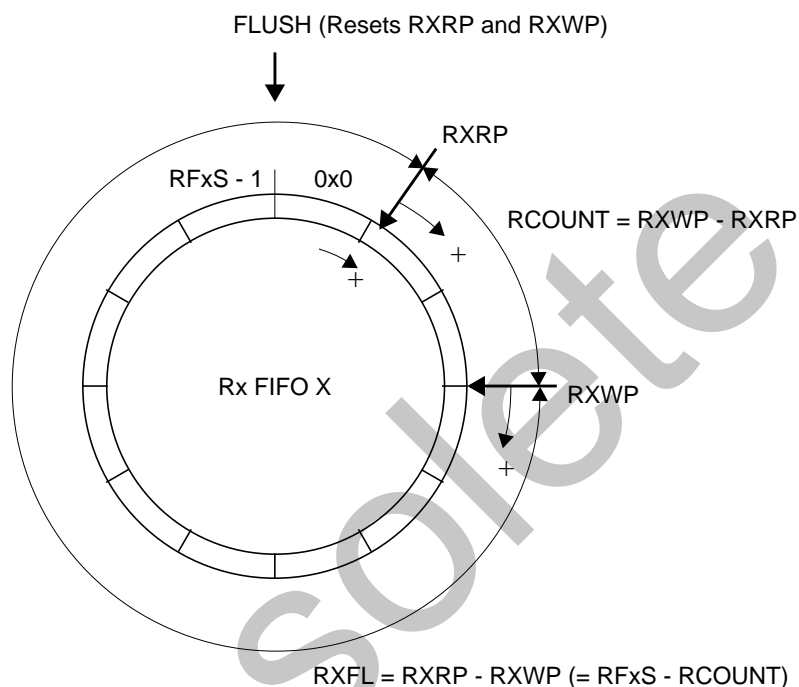 FLUSH (Resets RXRP and RXWP)
RXRP
RFxS - 1
0x0
RCOUNT = RXWP - RXRP
+
+
Rx FIFO X
RXWP
+
RXFL = RXRP - RXWP (= RFxS - RCOUNT)
solete